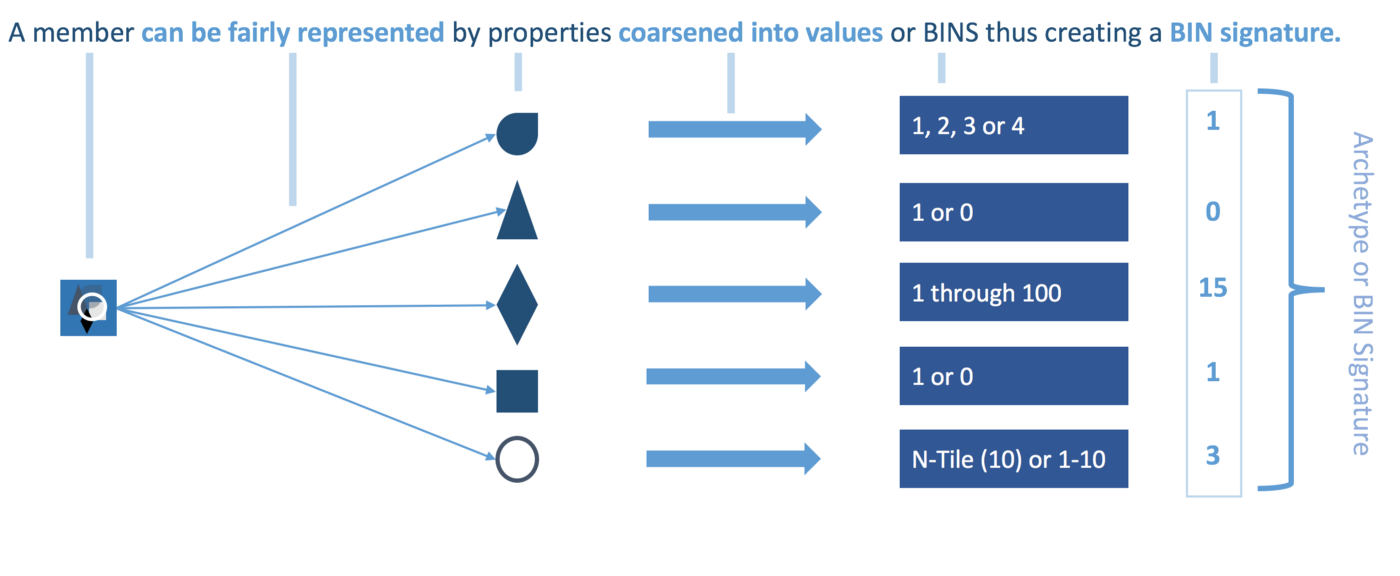 A member can be fairly represented by properties coarsened into values or BINS thus creating a BIN signature.
1, 2, 3 or 4
1
1 or 0
0
1 through 100
15
1 or 0
1
N-Tile (10) or 1-10
3
Archetype or BIN Signature